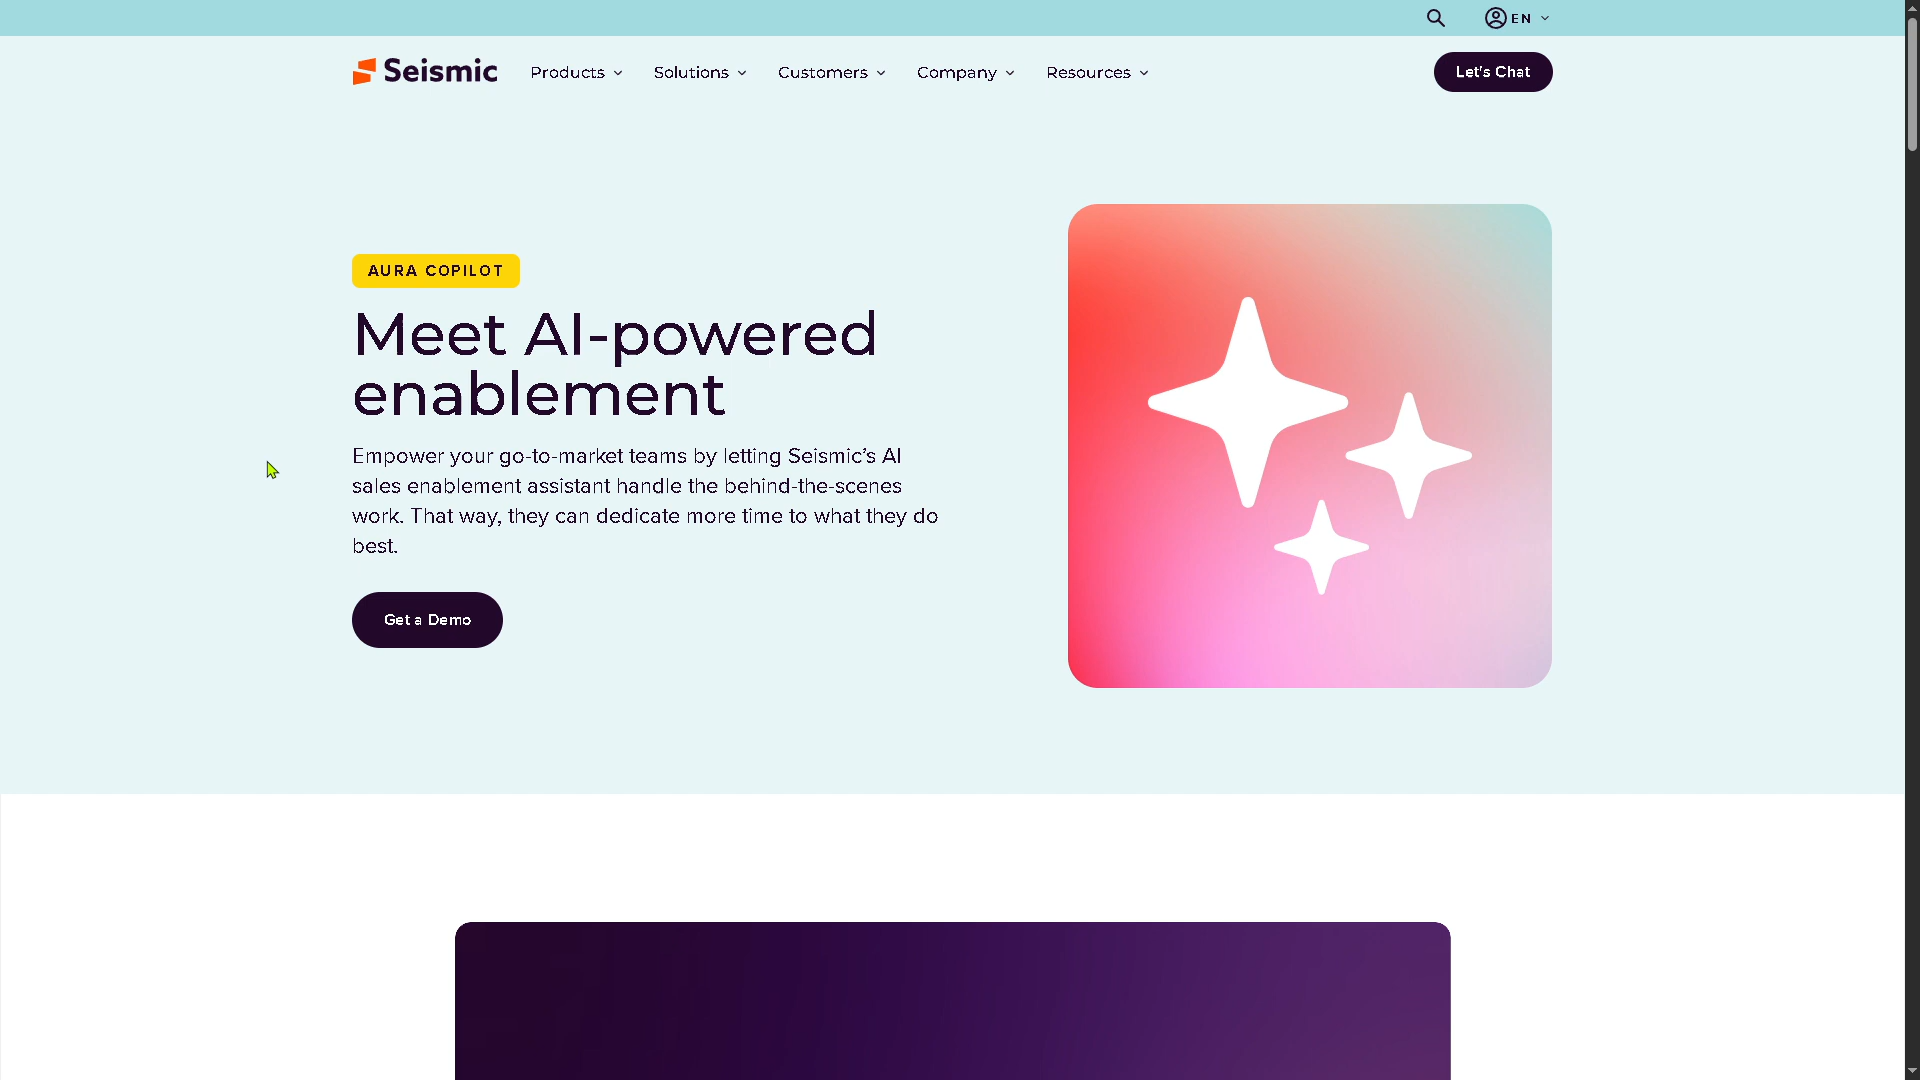 EN
Seismic
Products
Solutions
Customers
Company
Resources
Let's Chat
AURA COPILOT
Meet AI-powered
enablement
Empower your go-to-market teams by letting Seismic’s AI
sales enablement assistant handle the behind-the-scenes
work. That way, they can dedicate more time to what they do
best.
Get a Demo